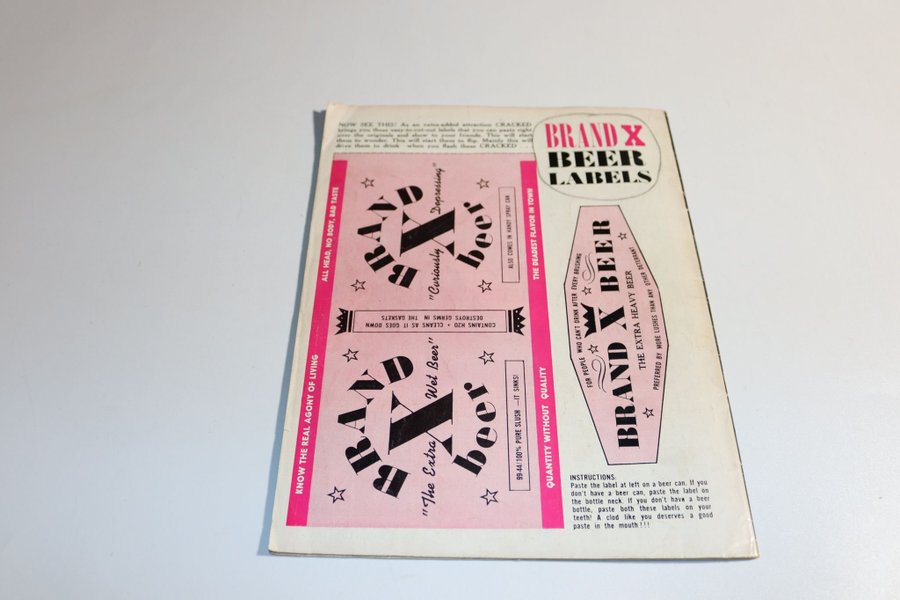 NOW SEE THIS! As an extra-added attraction CRACKED
brings you these easy-to-cut-out labels that you can paste right
over the originals and show to your friends. This will start
them to wonder. This will start them to flip. Mainly this will
drive them to drink when you flash these CRACKED . . .
BRAND X
BEER
LABELS
ALL HEAD, NO BODY, BAD TASTE
KNOW THE REAL AGONY OF LIVING
BRAND
X
beer
"Curiously Depressing"
ALSO COMES IN HANDY SPRAY CAN
CONTAINS H2O • CLEANS AS IT GOES DOWN
DESTROYS GERMS IN THE GASKETS
BRAND
X
beer
"The Extra Wet Beer"
99-44/100% PURE SLUSH —IT SINKS!
THE DEADEST FLAVOR IN TOWN
QUANTITY WITHOUT QUALITY
FOR PEOPLE WHO CAN'T DRINK AFTER EVERY BRUSHING
BRAND X BEER
THE EXTRA HEAVY BEER
PREFERRED BY MORE LUSHES THAN ANY OTHER DETERGENT
INSTRUCTIONS:
Paste the label at left on a beer can. If you
don't have a beer can, paste the label on
the bottle neck. If you don't have a beer
bottle, paste both these labels on your
teeth! A clod like you deserves a good
paste in the mouth!!!